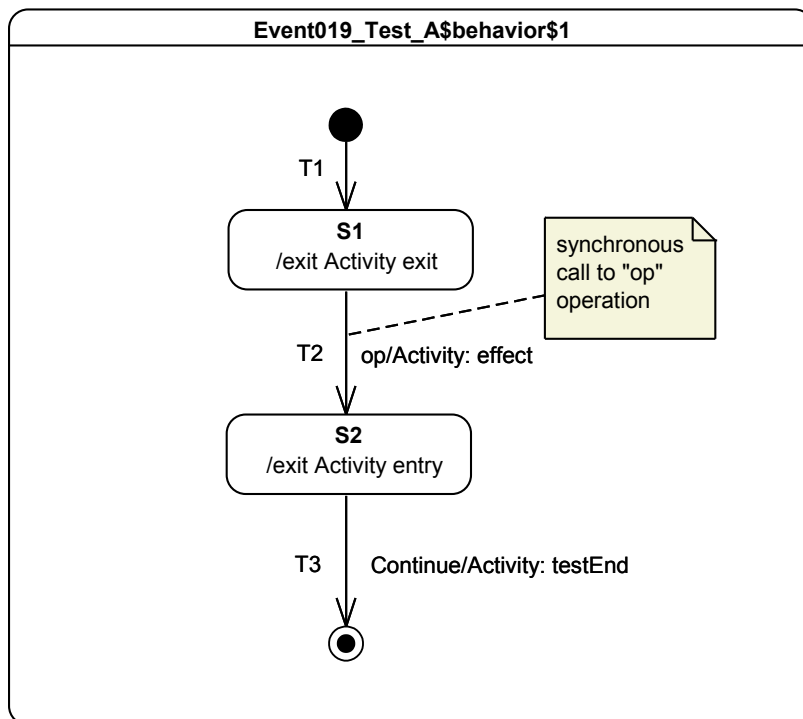 Event019_Test_A$behavior$1
T1
S1
/exit Activity exit
synchronous
call to "op"
operation
T2
op/Activity: effect
S2
/exit Activity entry
T3
Continue/Activity: testEnd